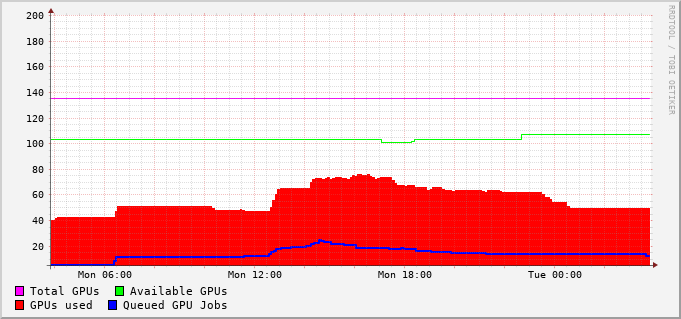 RRDTOOL / TOBI OETIKER
200
180
160
140
120
100
80
60
40
20
Mon 06:00 Mon 12:00 Mon 18:00 Tue 00:00
Total GPUs Available GPUs
GPUs used Queued GPU Jobs